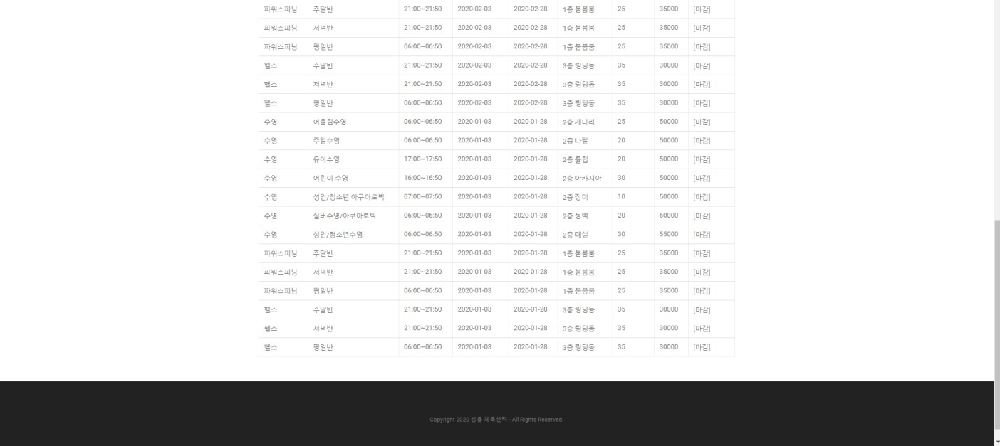 파워스피닝 주말반 21:00~21:50 2020-02-03 2020-02-28 1층 봄봄봄 25 35000 [마감]
파워스피닝 저녁반 21:00~21:50 2020-02-03 2020-02-28 1층 봄봄봄 25 35000 [마감]
파워스피닝 평일반 06:00~06:50 2020-02-03 2020-02-28 1층 봄봄봄 25 35000 [마감]
헬스 주말반 21:00~21:50 2020-02-03 2020-02-28 3층 링딩동 35 30000 [마감]
헬스 저녁반 21:00~21:50 2020-02-03 2020-02-28 3층 링딩동 35 30000 [마감]
헬스 평일반 06:00~06:50 2020-02-03 2020-02-28 3층 링딩동 35 30000 [마감]
수영 어울림수영 06:00~06:50 2020-01-03 2020-01-28 2층 개나리 25 50000 [마감]
수영 주말수영 06:00~06:50 2020-01-03 2020-01-28 2층 나팔 20 50000 [마감]
수영 유아수영 17:00~17:50 2020-01-03 2020-01-28 2층 튤립 20 50000 [마감]
수영 어린이 수영 16:00~16:50 2020-01-03 2020-01-28 2층 아카시아 30 50000 [마감]
수영 성인/청소년 아쿠아로빅 07:00~07:50 2020-01-03 2020-01-28 2층 장미 10 50000 [마감]
수영 실버수영/아쿠아로빅 06:00~06:50 2020-01-03 2020-01-28 2층 동백 20 60000 [마감]
수영 성인/청소년수영 06:00~06:50 2020-01-03 2020-01-28 2층 매실 30 55000 [마감]
파워스피닝 주말반 21:00~21:50 2020-01-03 2020-01-28 1층 봄봄봄 25 35000 [마감]
파워스피닝 저녁반 21:00~21:50 2020-01-03 2020-01-28 1층 봄봄봄 25 35000 [마감]
파워스피닝 평일반 06:00~06:50 2020-01-03 2020-01-28 1층 봄봄봄 25 35000 [마감]
헬스 주말반 21:00~21:50 2020-01-03 2020-01-28 3층 링딩동 35 30000 [마감]
헬스 저녁반 21:00~21:50 2020-01-03 2020-01-28 3층 링딩동 35 30000 [마감]
헬스 평일반 06:00~06:50 2020-01-03 2020-01-28 3층 링딩동 35 30000 [마감]
Copyright 2020 쌍용 체육센터 - All Rights Reserved.